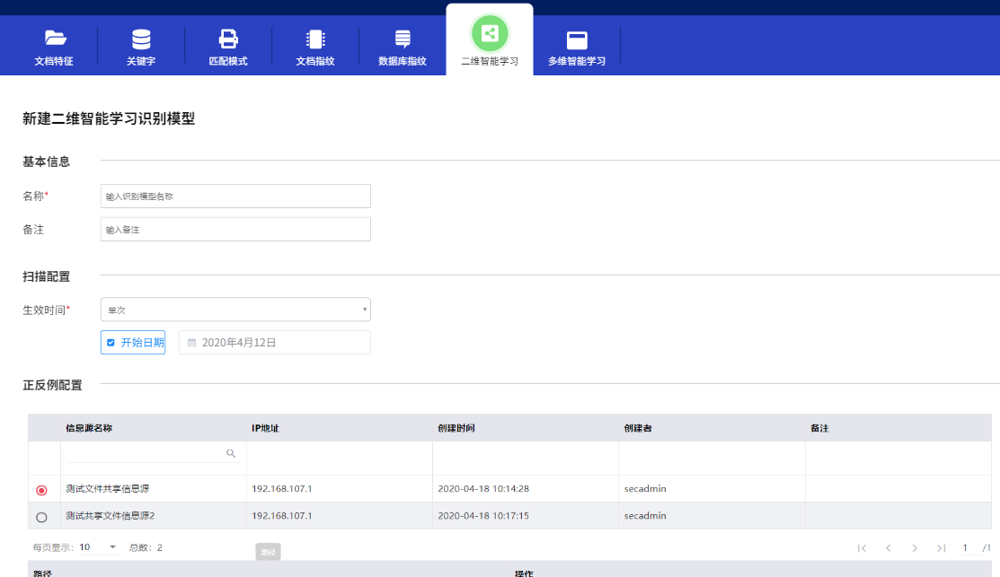 文档特征 关键字 匹配模式 文档指纹 数据库指纹 二维智能学习 多维智能学习
新建二维智能学习识别模型
基本信息
名称* 输入识别模型名称
备注 输入备注
扫描配置
生效时间* 单次
开始日期 2020年4月12日
正反例配置
信息源名称 IP地址 创建时间 创建者 备注
测试文件共享信息源 192.168.107.1 2020-04-18 10:14:28 secadmin
测试共享文件信息源2 192.168.107.1 2020-04-18 10:17:15 secadmin
每页显示: 10 总数: 2 路径 1 /1
路径 操作